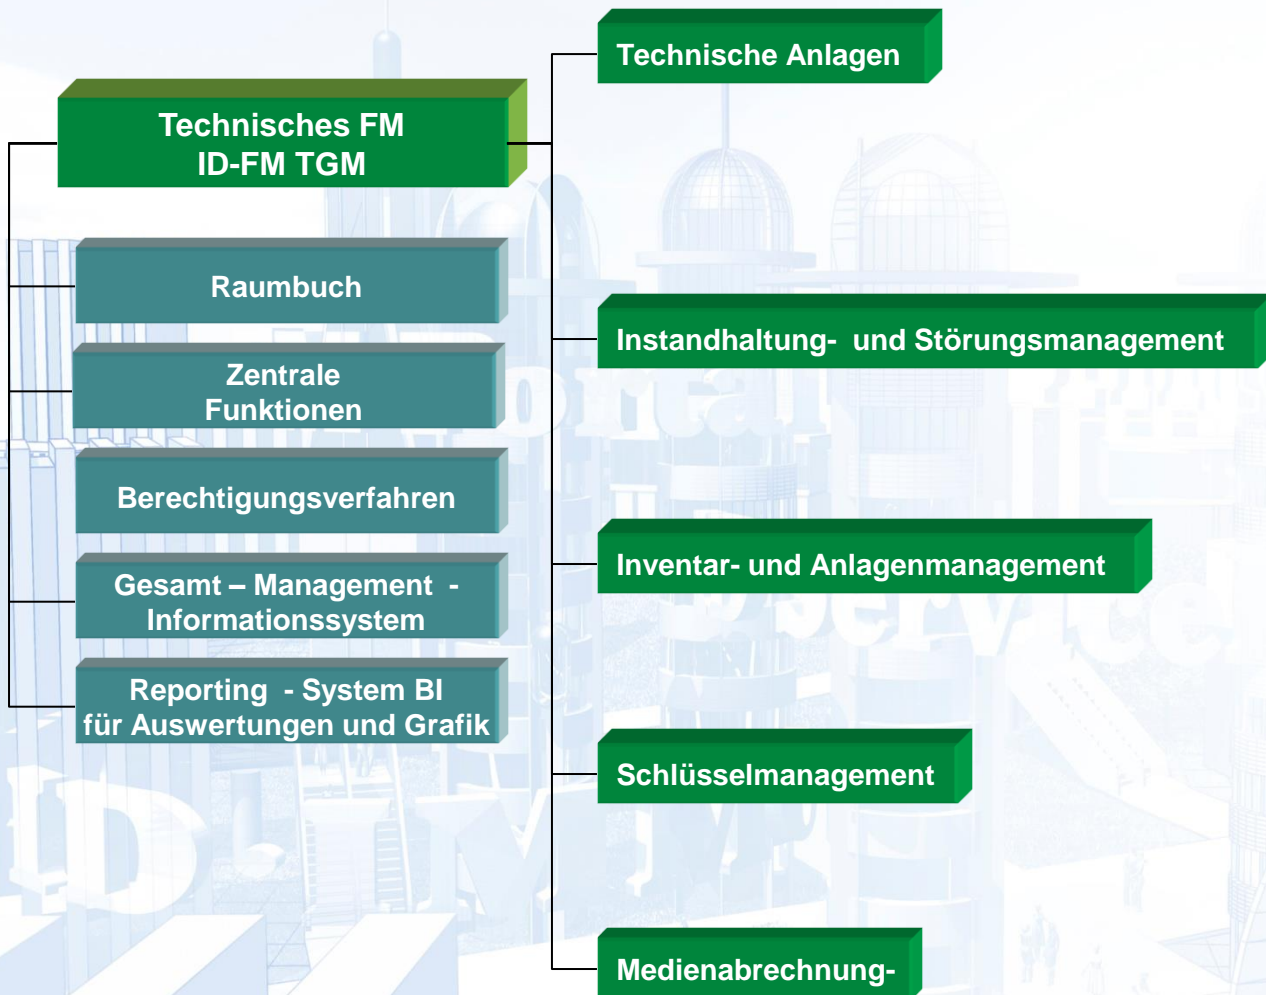 Technisches FM
ID-FM TGM
Raumbuch
Zentrale
Funktionen
Berechtigungsverfahren
Gesamt – Management -
Informationssystem
Reporting - System BI
für Auswertungen und Grafik
Technische Anlagen
Instandhaltung- und Störungsmanagement
Inventar- und Anlagenmanagement
Schlüsselmanagement
Medienabrechnung-